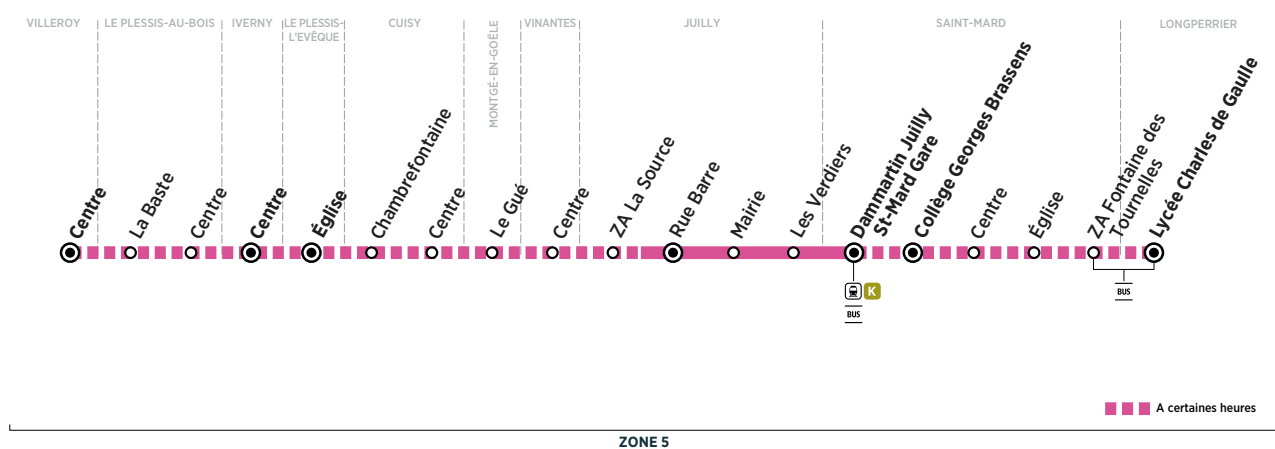 VILLEROY
LE PLESSIS-AU-BOIS
IVERNY
LE PLESSIS-
L'EVÊQUE
CUISY
MONTGÉ-EN-GOËLE
VINANTES
JUILLY
SAINT-MARD
LONGPERRIER
Centre
La Baste
Centre
Centre
Église
Chambrefontaine
Centre
Le Gué
Centre
ZA La Source
Rue Barre
Mairie
Les Verdiers
Dammartin Juilly
St-Mard Gare
Collège Georges Brassens
Centre
Église
ZA Fontaine des
Tournelles
Lycée Charles de Gaulle
K
BUS
BUS
A certaines heures
ZONE 5